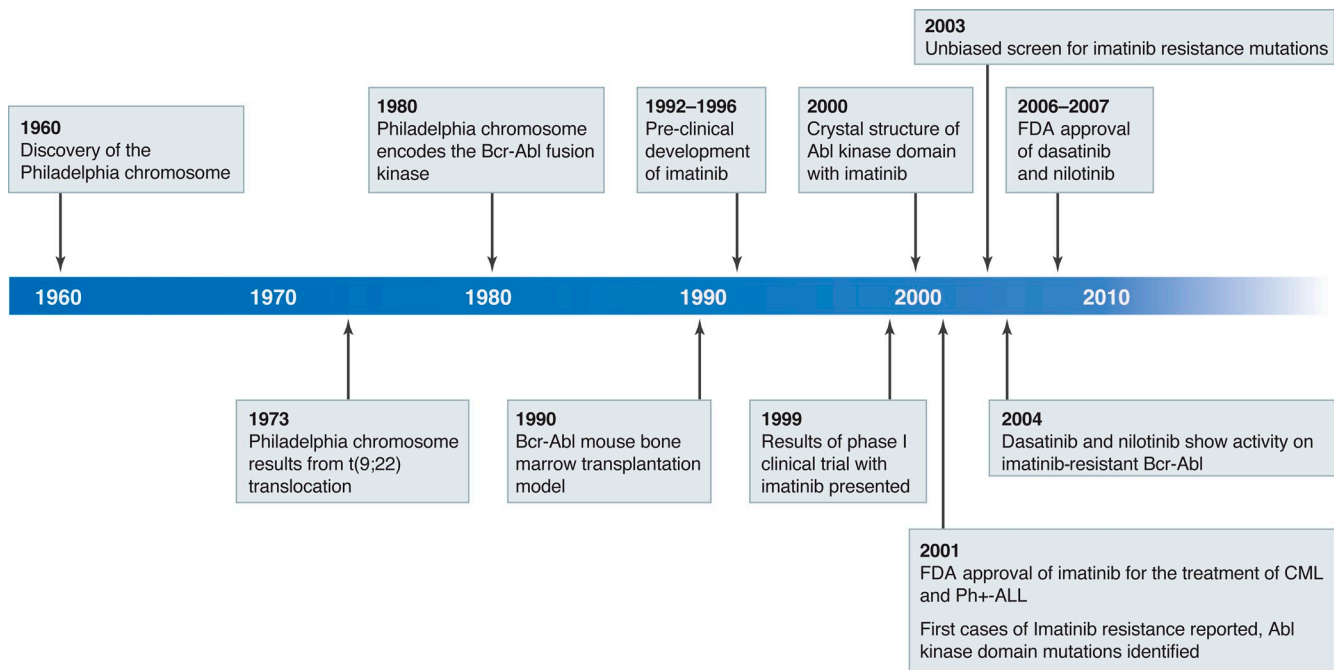 2003
Unbiased screen for imatinib resistance mutations
1960
Discovery of the
Philadelphia chromosome
1980
Philadelphia chromosome
encodes the Bcr-Abl fusion
kinase
1992–1996
Pre-clinical
development
of imatinib
2000
Crystal structure of
Abl kinase domain
with imatinib
2006–2007
FDA approval
of dasatinib
and nilotinib
1960 1970 1980 1990 2000 2010
1973
Philadelphia chromosome
results from t(9;22)
translocation
1990
Bcr-Abl mouse bone
marrow transplantation
model
1999
Results of phase I
clinical trial with
imatinib presented
2004
Dasatinib and nilotinib show activity on
imatinib-resistant Bcr-Abl
2001
FDA approval of imatinib for the treatment of CML
and Ph+-ALL
First cases of Imatinib resistance reported, Abl
kinase domain mutations identified